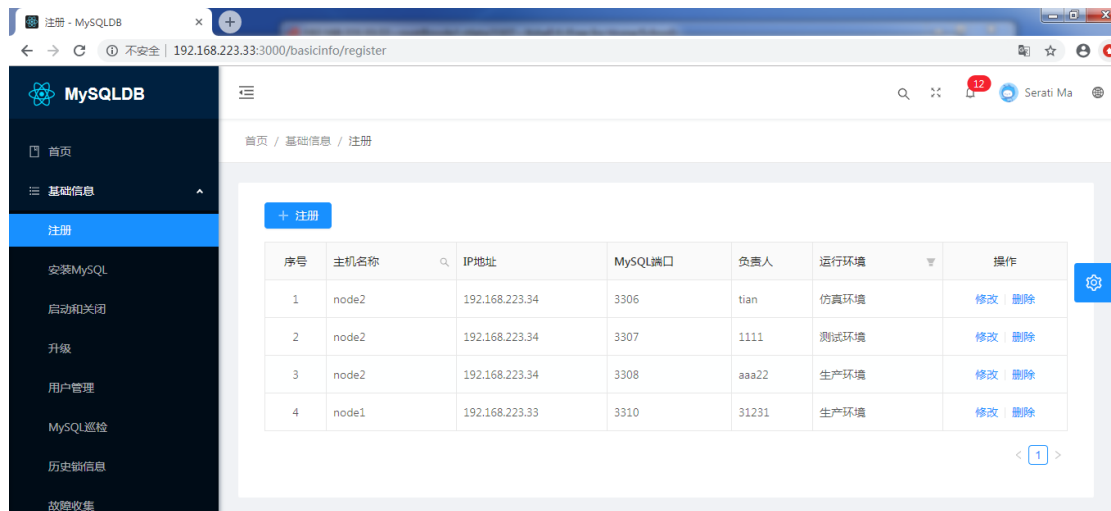 注册 - MySQLDB
不安全 192.168.223.33:3000/basicinfo/register
MySQLDB
12
Serati Ma
首页 / 基础信息 / 注册
首页
基础信息
注册
安装MySQL
启动和关闭
升级
用户管理
MySQL巡检
历史锁信息
故障收集
+ 注册
序号 主机名称 IP地址 MySQL端口 负责人 运行环境 操作
1 node2 192.168.223.34 3306 tian 仿真环境 修改 删除
2 node2 192.168.223.34 3307 1111 测试环境 修改 删除
3 node2 192.168.223.34 3308 aaa22 生产环境 修改 删除
4 node1 192.168.223.33 3310 31231 生产环境 修改 删除
< 1 >